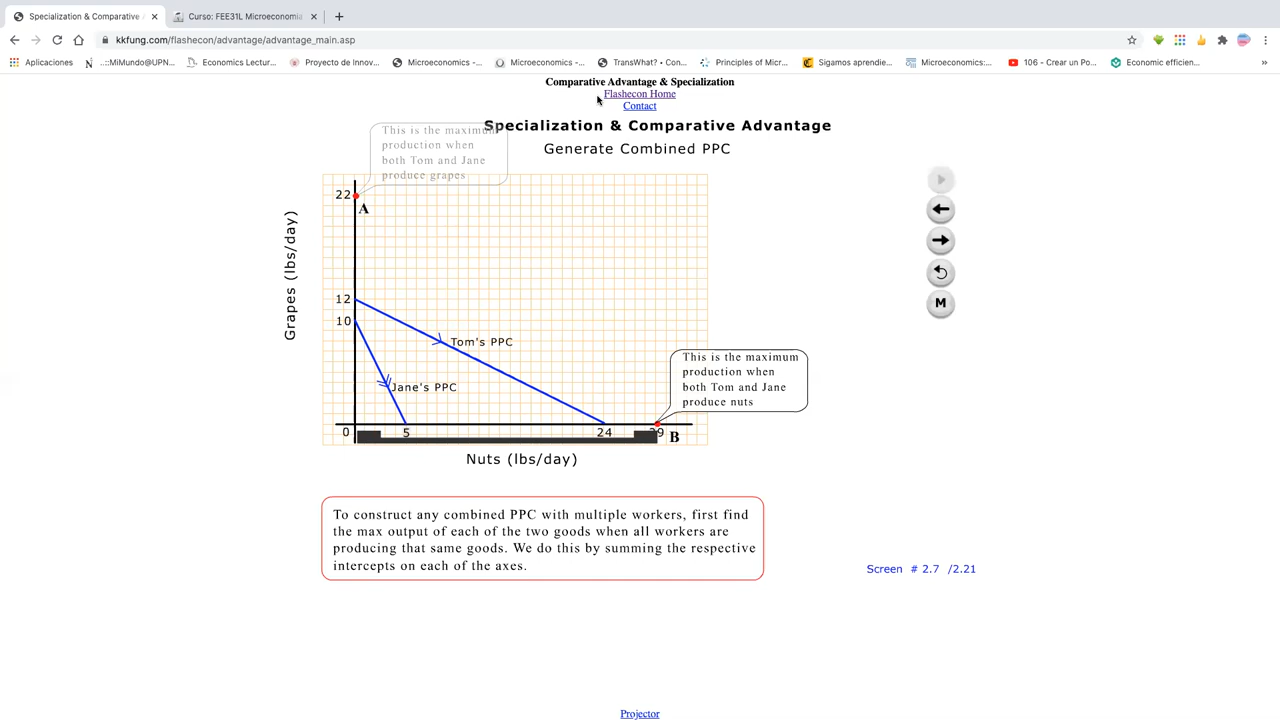 Specialization & Comparative A
Curso: FEE31L Microeconomia
kkfung.com/flashecon/advantage/advantage_main.asp
Aplicaciones
..::MiMundo@UPN...
Economics Lectur...
Proyecto de Innov...
Microeconomics -...
Microeconomics -...
TransWhat? • Con...
Principles of Micr...
Sigamos aprendie...
Microeconomics:...
106 - Crear un Po...
Economic efficien...
»
Comparative Advantage & Specialization
Flashecon Home
Contact
Specialization & Comparative Advantage
Generate Combined PPC
This is the maximum
production when
both Tom and Jane
produce grapes
22
A
Grapes (lbs/day)
12
10
Tom's PPC
Jane's PPC
This is the maximum
production when
both Tom and Jane
produce nuts
0
5
24
29
B
Nuts (lbs/day)
M
To construct any combined PPC with multiple workers, first find
the max output of each of the two goods when all workers are
producing that same goods. We do this by summing the respective
intercepts on each of the axes.
Screen # 2.7 /2.21
Projector